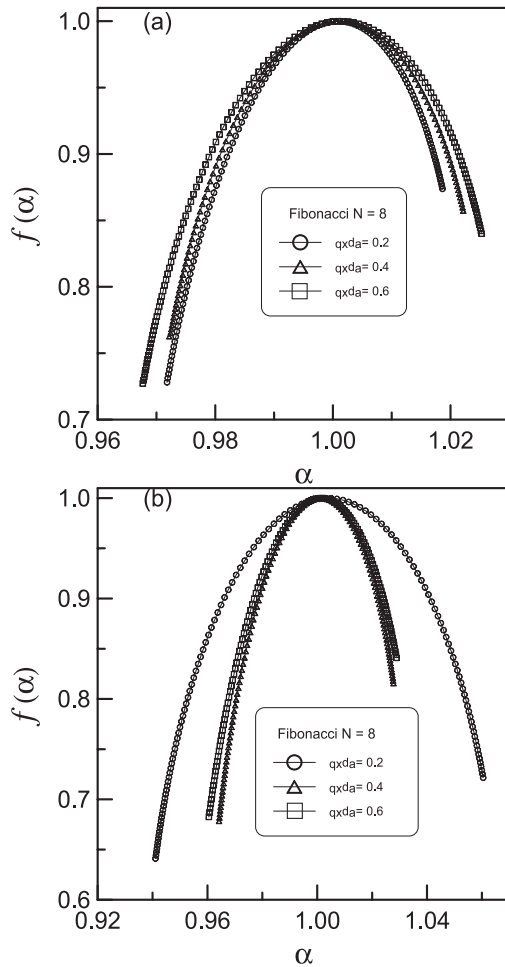 (a)
1.0
0.9
0.8
0.7
f (α)
Fibonacci N = 8
qxda= 0.2
qxda= 0.4
qxda= 0.6
0.96 0.98 1.00 1.02
α
(b)
1.0
0.9
0.8
0.7
0.6
f (α)
Fibonacci N = 8
qxda= 0.2
qxda= 0.4
qxda= 0.6
0.92 0.96 1.00 1.04
α